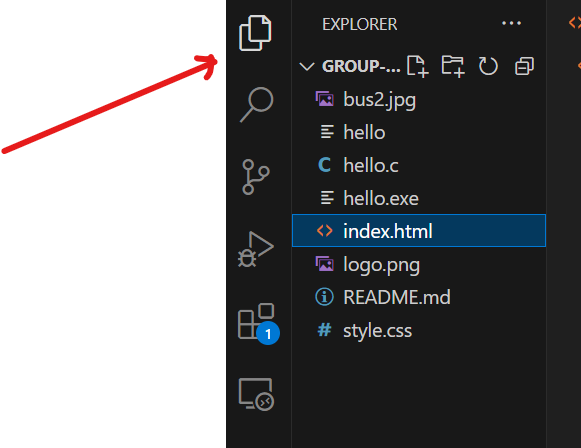 EXPLORER ...
GROUP-...
bus2.jpg
hello
C hello.c
hello.exe
<> index.html
logo.png
README.md
# style.css
1